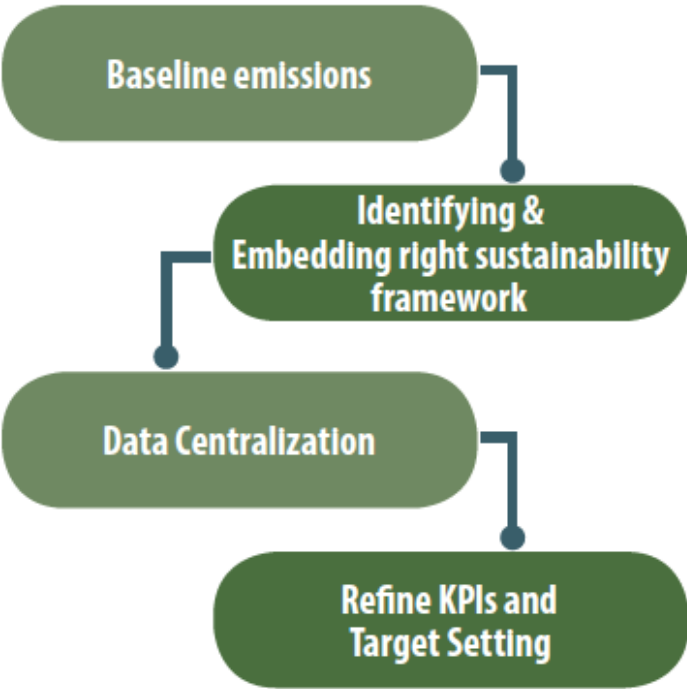 Baseline emissions
Identifying &
Embedding right sustainability
framework
Data Centralization
Refine KPIs and
Target Setting